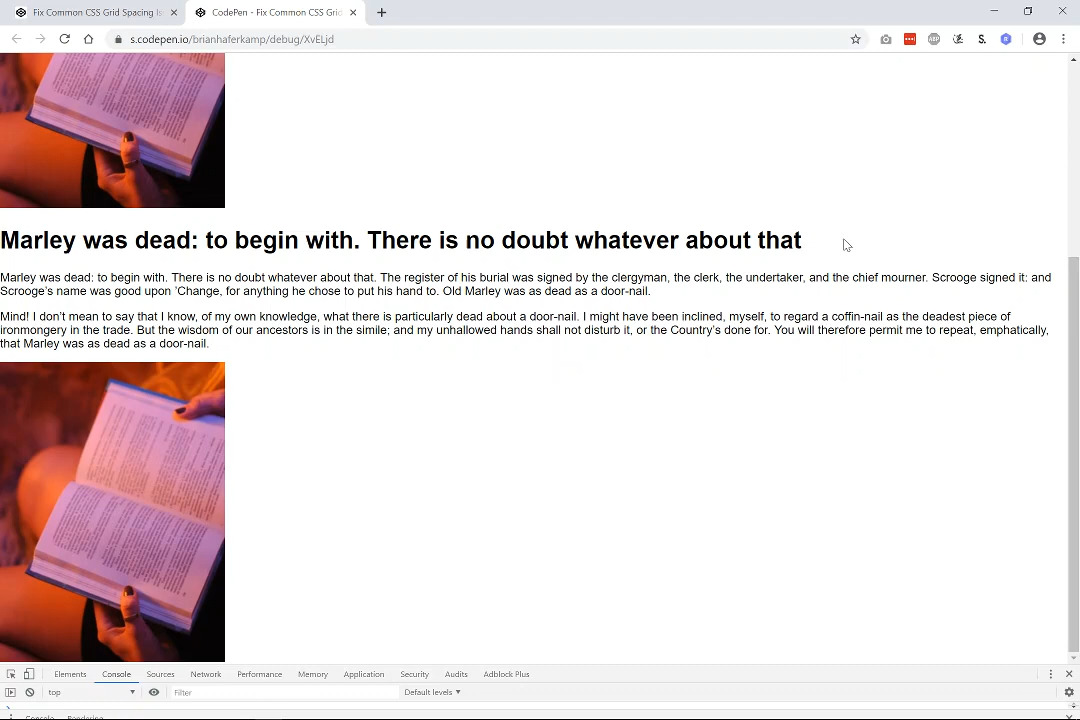 Fix Common CSS Grid Spacing Is
CodePen - Fix Common CSS Grid
s.codepen.io/brianhaferkamp/debug/XvELjd
ABP
S.
Marley was dead: to begin with. There is no doubt whatever about that
Marley was dead: to begin with. There is no doubt whatever about that. The register of his burial was signed by the clergyman, the clerk, the undertaker, and the chief mourner. Scrooge signed it: and
Scrooge’s name was good upon ’Change, for anything he chose to put his hand to. Old Marley was as dead as a door-nail.
Mind! I don’t mean to say that I know, of my own knowledge, what there is particularly dead about a door-nail. I might have been inclined, myself, to regard a coffin-nail as the deadest piece of
ironmongery in the trade. But the wisdom of our ancestors is in the simile; and my unhallowed hands shall not disturb it, or the Country’s done for. You will therefore permit me to repeat, emphatically,
that Marley was as dead as a door-nail.
Elements Console Sources Network Performance Memory Application Security Audits Adblock Plus
top Filter Default levels
Console Rendering